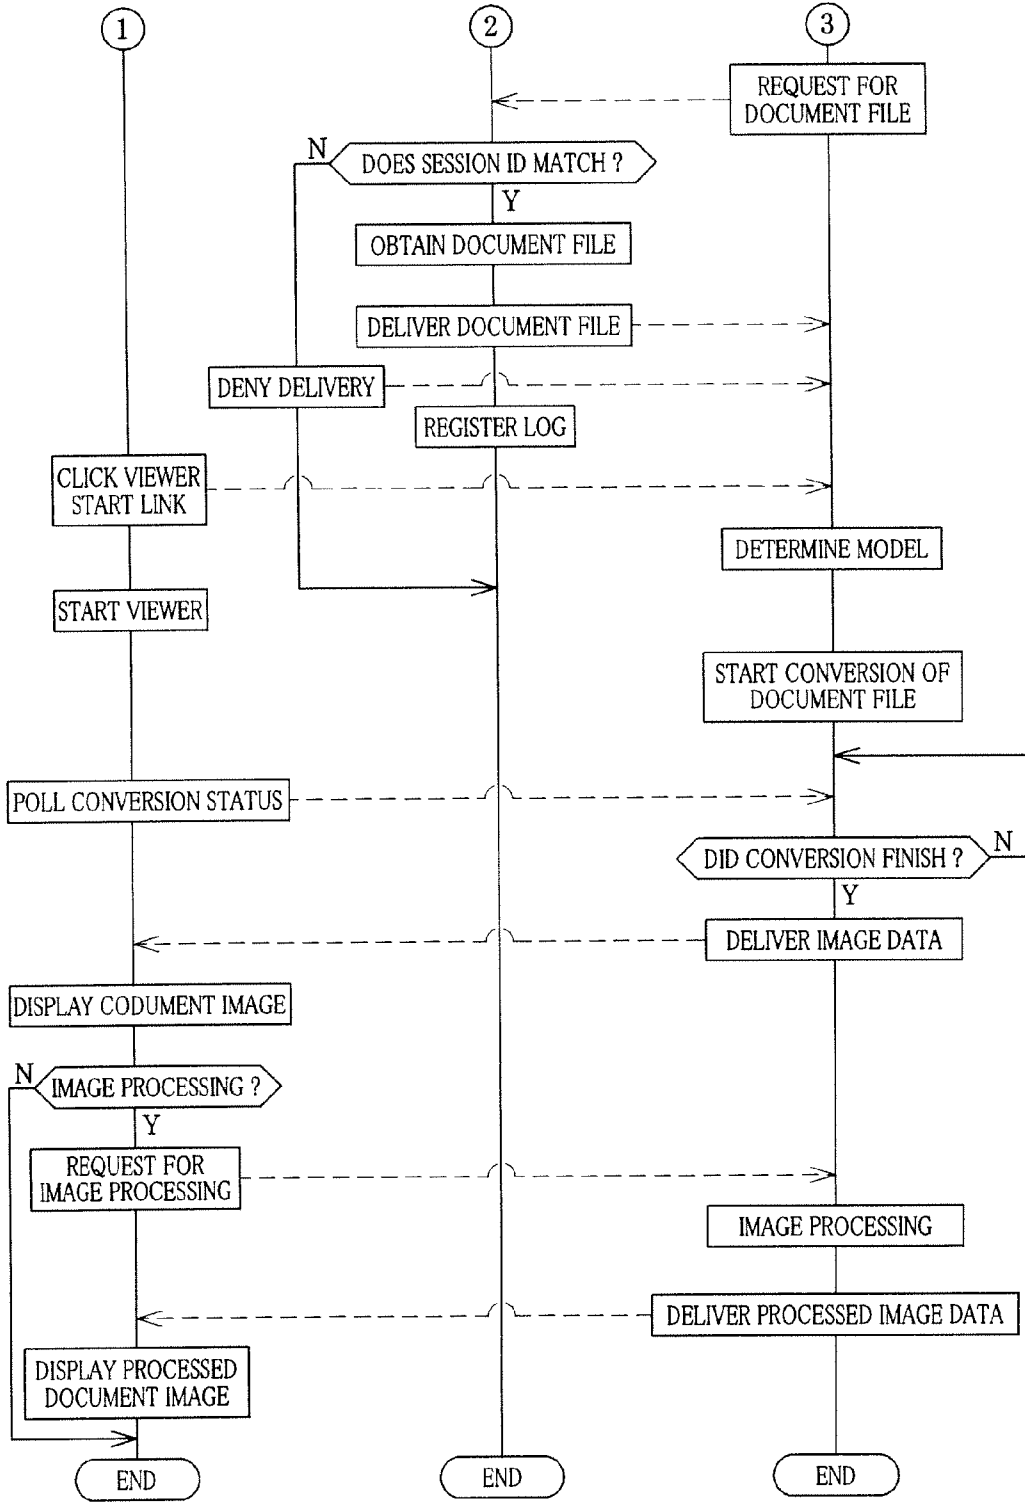 1
2
3
REQUEST FOR
DOCUMENT FILE
N
DOES SESSION ID MATCH ?
Y
OBTAIN DOCUMENT FILE
DELIVER DOCUMENT FILE
DENY DELIVERY
REGISTER LOG
CLICK VIEWER
START LINK
DETERMINE MODEL
START VIEWER
START CONVERSION OF
DOCUMENT FILE
POLL CONVERSION STATUS
DID CONVERSION FINISH ?
N
Y
DELIVER IMAGE DATA
DISPLAY CODUMENT IMAGE
N
IMAGE PROCESSING ?
Y
REQUEST FOR
IMAGE PROCESSING
IMAGE PROCESSING
DELIVER PROCESSED IMAGE DATA
DISPLAY PROCESSED
DOCUMENT IMAGE
END
END
END